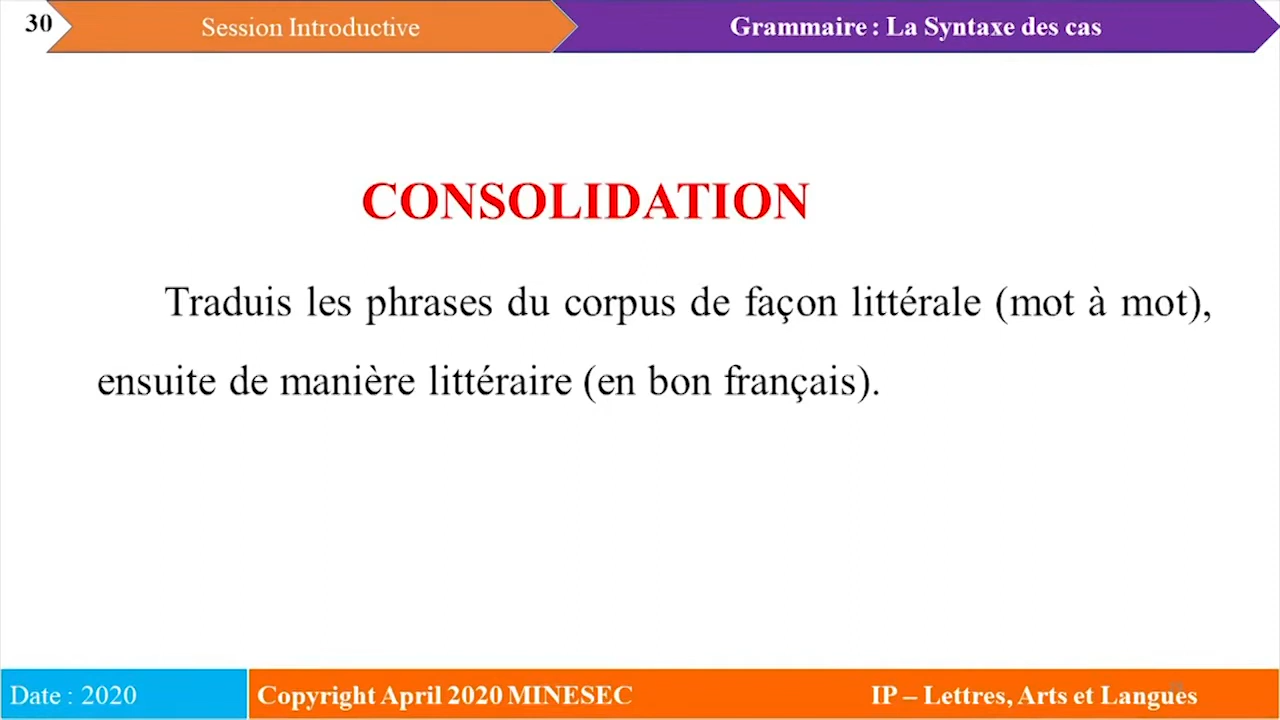 30
Session Introductive
Grammaire : La Syntaxe des cas
CONSOLIDATION
Traduis les phrases du corpus de façon littérale (mot à mot),
ensuite de manière littéraire (en bon français).
Date : 2020
Copyright April 2020 MINESEC
IP – Lettres, Arts et Langues